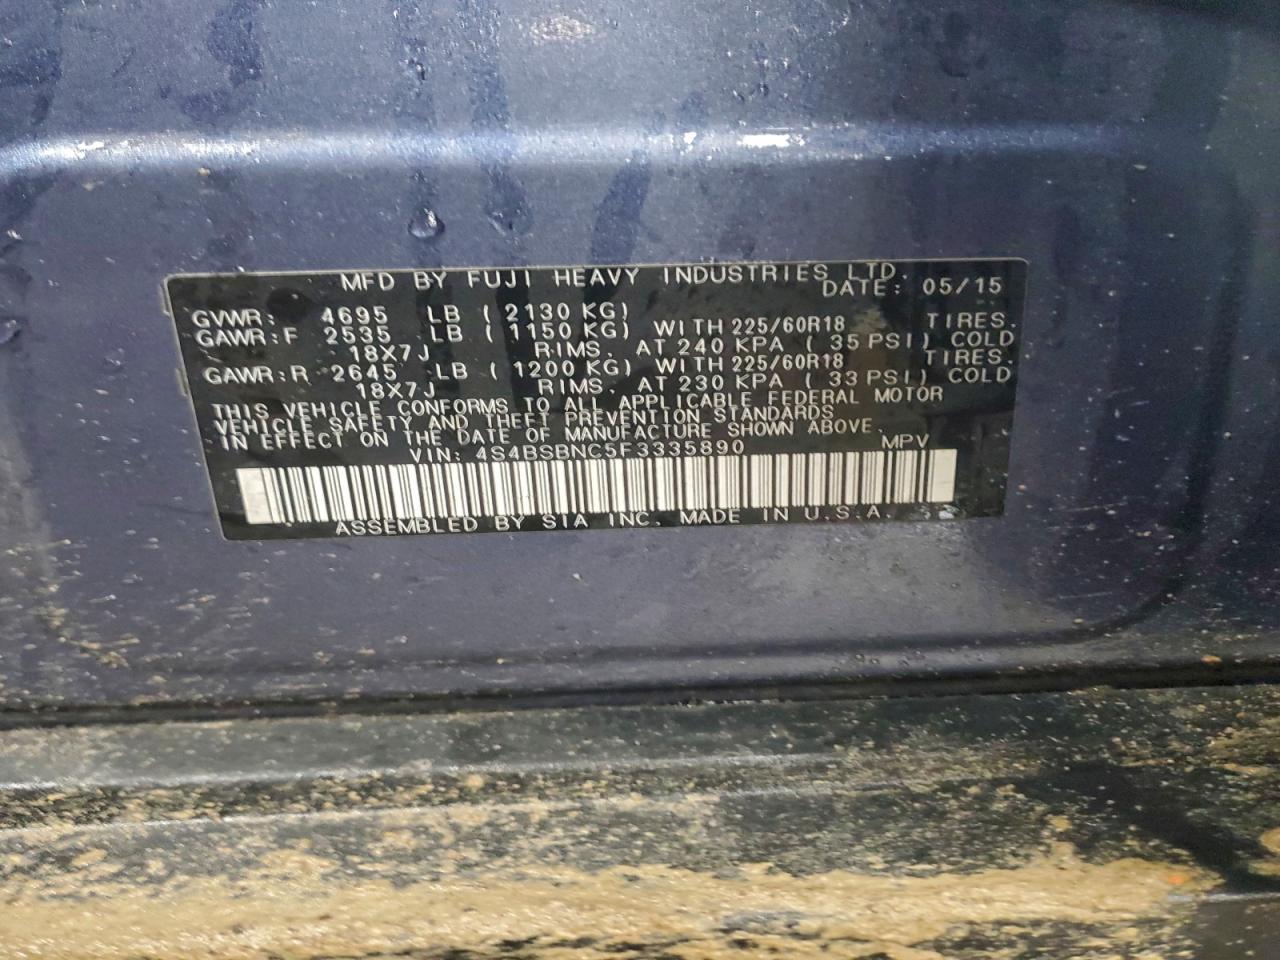 MFD BY FUJI HEAVY INDUSTRIES LTD.
DATE: 05/15
GVWR: 4695 LB ( 2130 KG)
GAWR:F 2535 LB ( 1150 KG) WITH 225/60R18 TIRES.
18X7J RIMS. AT 240 KPA ( 35 PSI) COLD
GAWR:R 2645 LB ( 1200 KG) WITH 225/60R18 TIRES.
18X7J RIMS. AT 230 KPA ( 33 PSI) COLD
THIS VEHICLE CONFORMS TO ALL APPLICABLE FEDERAL MOTOR
VEHICLE SAFETY AND THEFT PREVENTION STANDARDS
IN EFFECT ON THE DATE OF MANUFACTURE SHOWN ABOVE.
VIN: 4S4BSBNC5F3335890 MPV
ASSEMBLED BY SIA INC. MADE IN U.S.A.